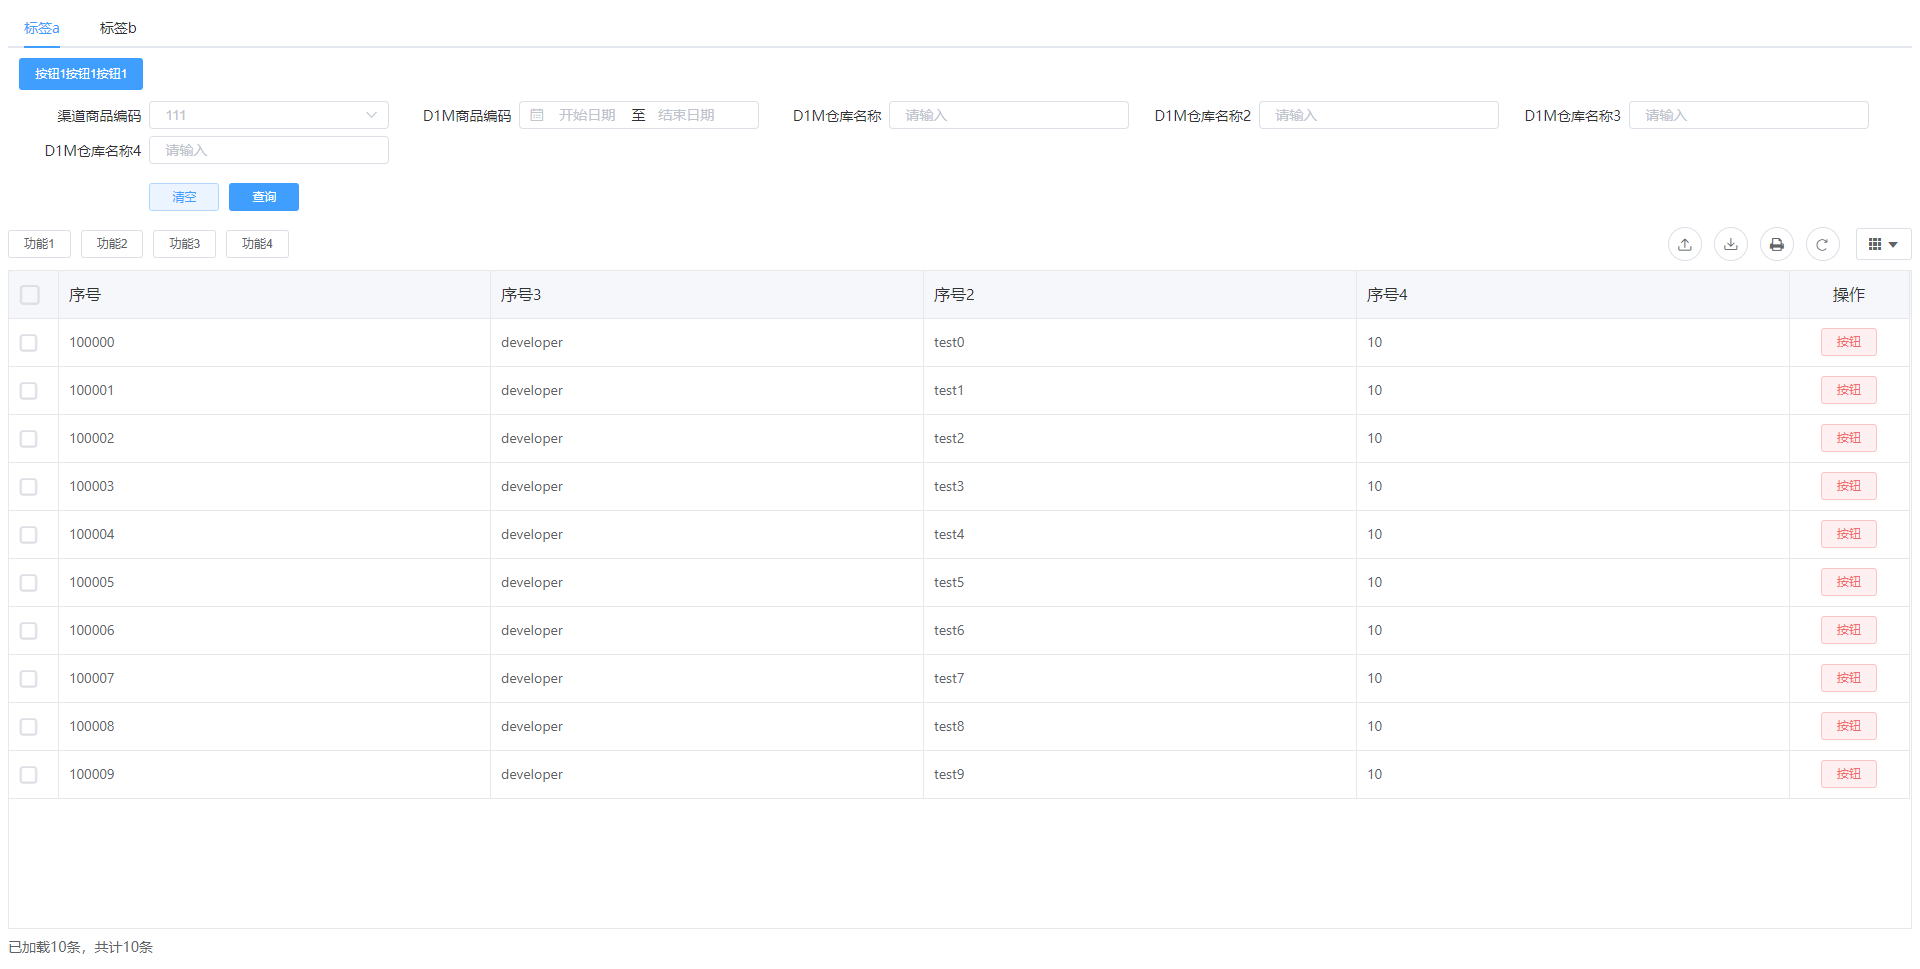 标签a 标签b
按钮1按钮1按钮1
渠道商品编码 111 D1M商品编码 开始日期 至 结束日期 D1M仓库名称 请输入 D1M仓库名称2 请输入 D1M仓库名称3 请输入
D1M仓库名称4 请输入
清空 查询
功能1 功能2 功能3 功能4
序号 序号3 序号2 序号4 操作
100000 developer test0 10 按钮
100001 developer test1 10 按钮
100002 developer test2 10 按钮
100003 developer test3 10 按钮
100004 developer test4 10 按钮
100005 developer test5 10 按钮
100006 developer test6 10 按钮
100007 developer test7 10 按钮
100008 developer test8 10 按钮
100009 developer test9 10 按钮
已加载10条，共计10条